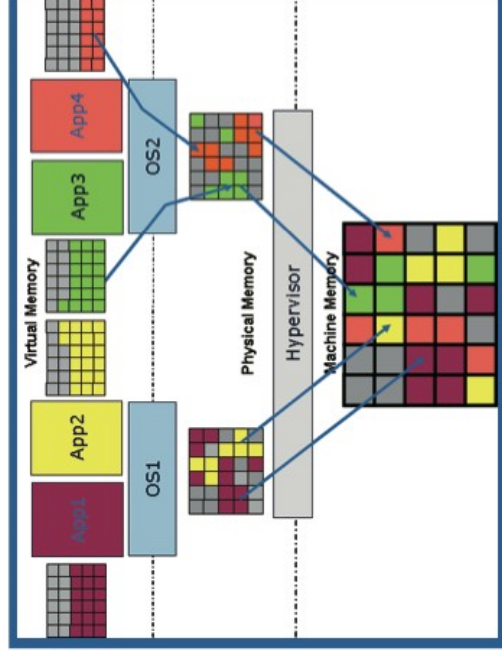 Virtual Memory
App1
App2
App3
App4
OS1
OS2
Physical Memory
Hypervisor
Machine Memory